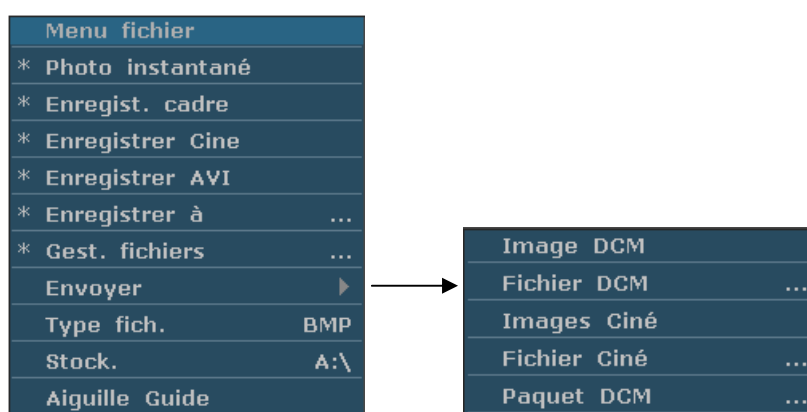 Menu fichier
* Photo instantané
* Enregist. cadre
* Enregistrer Cine
* Enregistrer AVI
* Enregistrer à ...
* Gest. fichiers ...
Envoyer
Type fich. BMP
Stock. A:\
Aiguille Guide
Image DCM
Fichier DCM ...
Images Ciné
Fichier Ciné ...
Paquet DCM ...